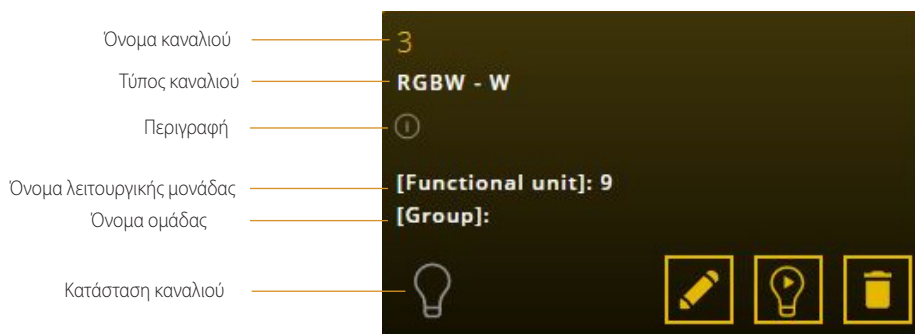 Όνομα καναλιού
3
Τύπος καναλιού
RGBW - W
Περιγραφή
Όνομα λειτουργικής μονάδας
[Functional unit]: 9
Όνομα ομάδας
[Group]:
Κατάσταση καναλιού